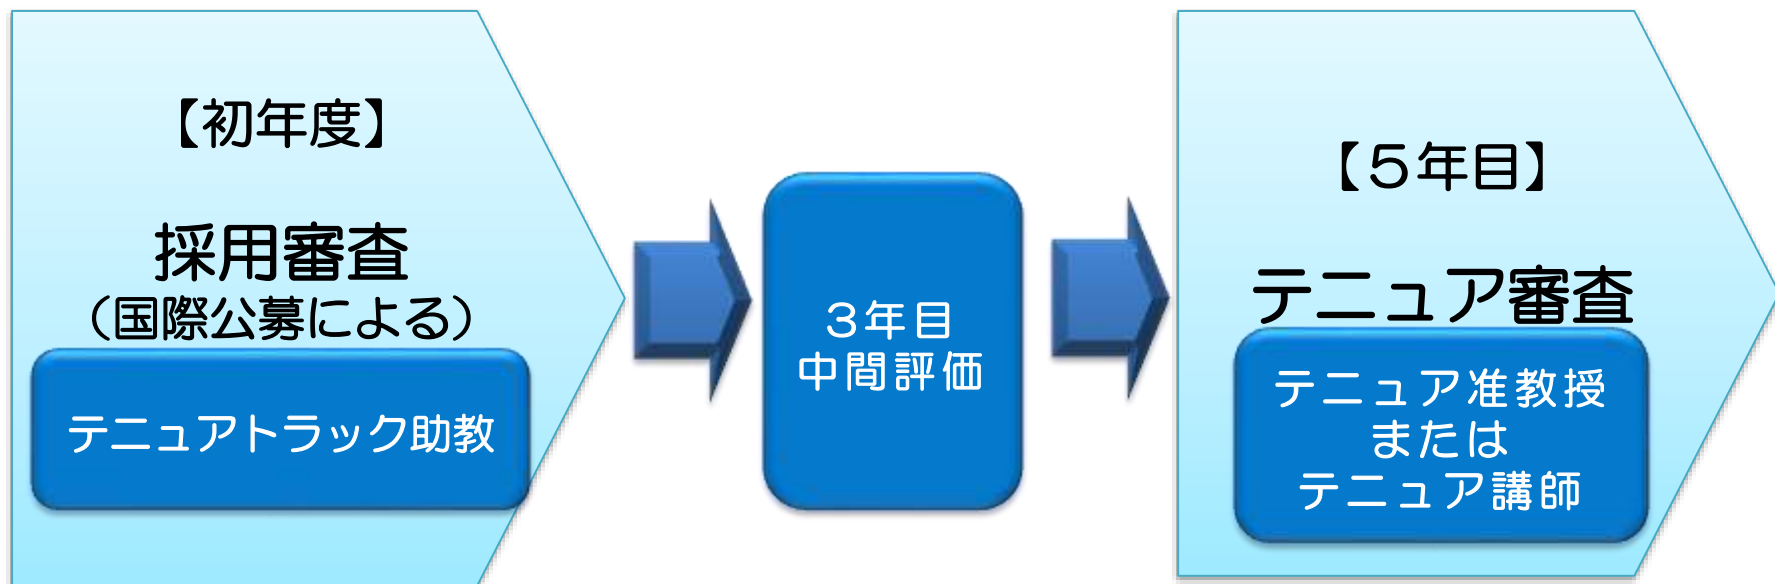 【初年度】
採用審査
（国際公募による）
テニュアトラック助教
３年目
中間評価
【５年目】
テニュア審査
テニュア准教授
または
テニュア講師